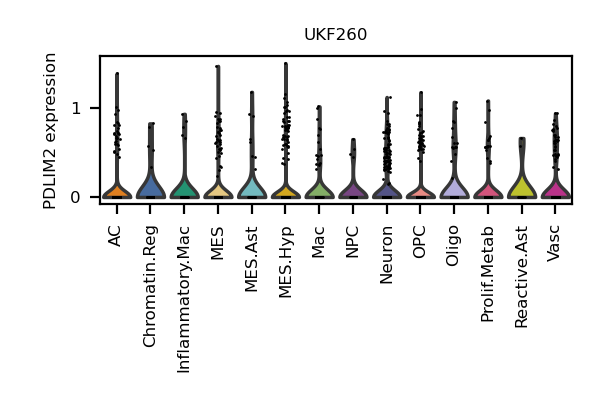 UKF260
PDLIM2 expression
1
0
AC
Chromatin.Reg
Inflammatory.Mac
MES
MES.Ast
MES.Hyp
Mac
NPC
Neuron
OPC
Oligo
Prolif.Metab
Reactive.Ast
Vasc